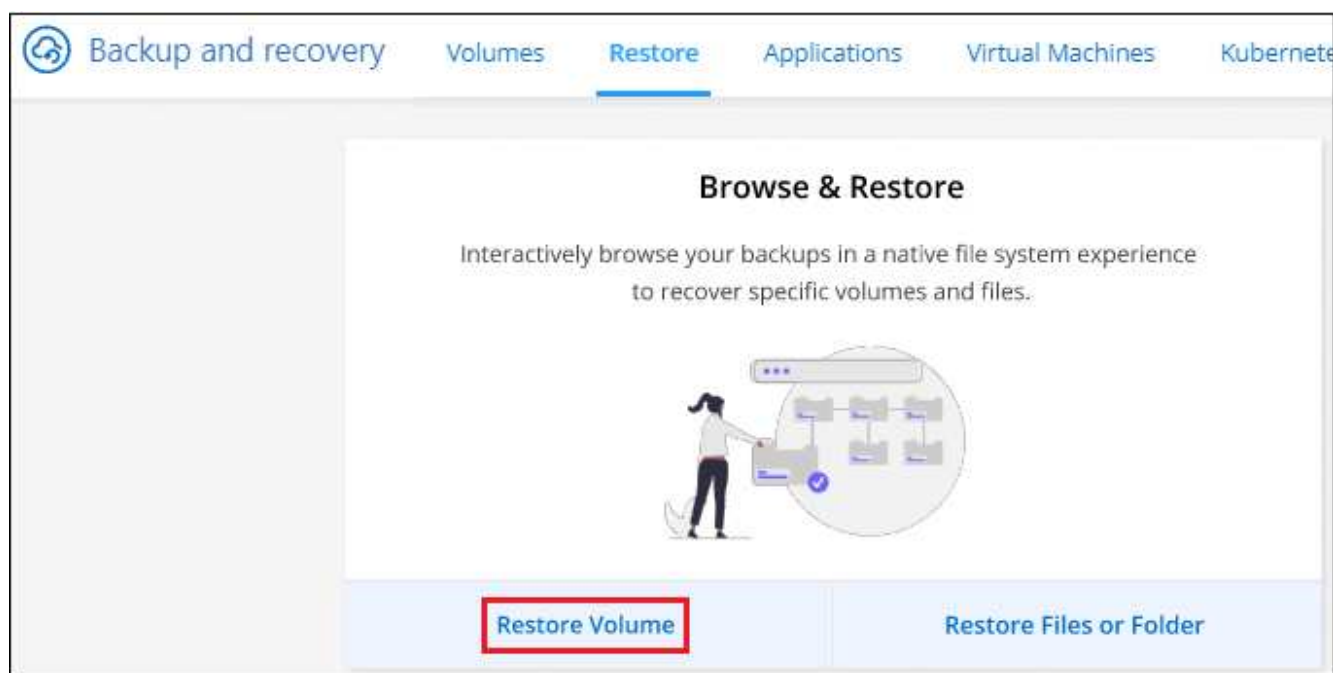 Backup and recovery Volumes Restore Applications Virtual Machines Kubernete
Browse & Restore
Interactively browse your backups in a native file system experience
to recover specific volumes and files.
Restore Volume Restore Files or Folder